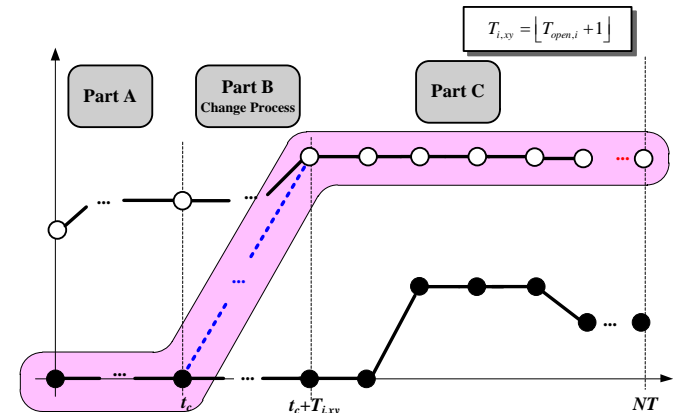 T_{i,xy} = ⌊T_{open,i} + 1⌋
Part A
Part B
Change Process
Part C
...
...
...
...
...
...
...
t_c
t_c+T_{i,xy}
NT